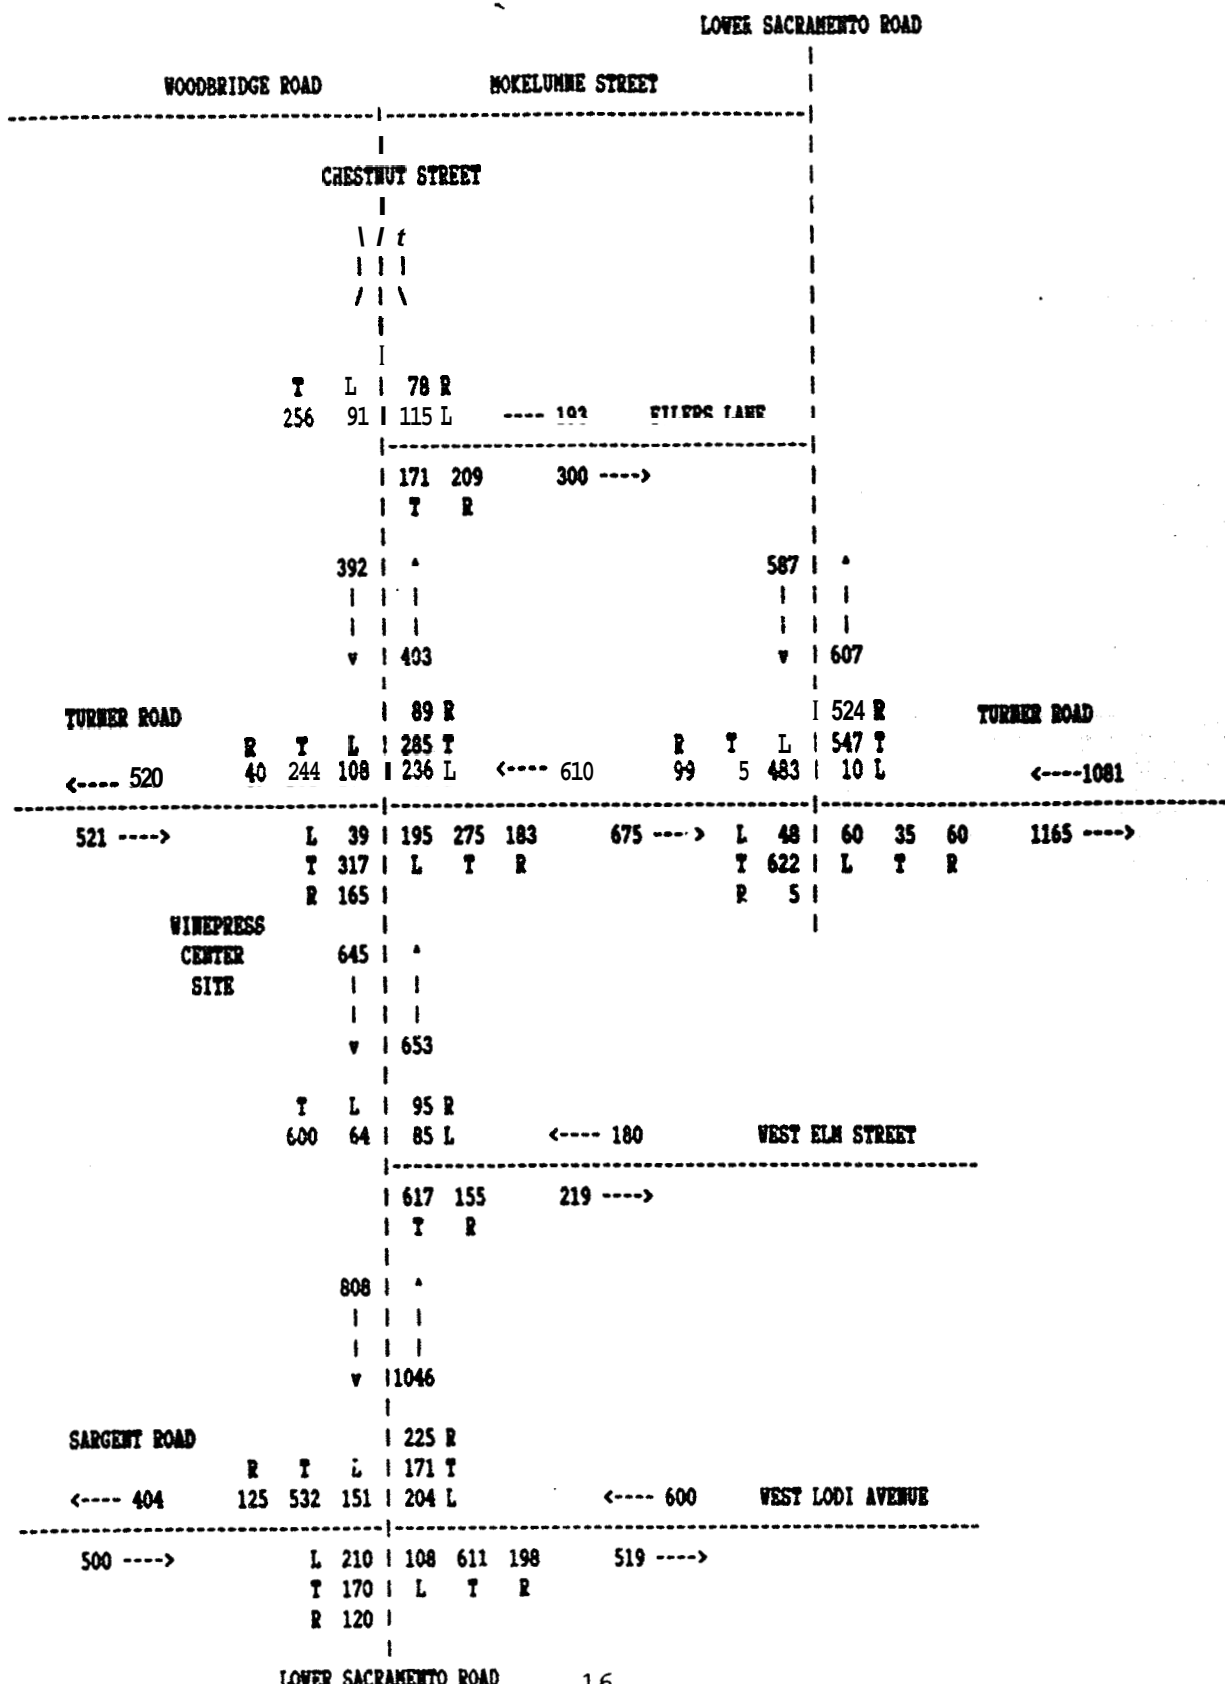 LOWER SACRAMENTO ROAD
WOODBRIDGE ROAD MOKELUMNE STREET
CHESTNUT STREET
T L 78 R
256 91 115 L <---- 193 EILERS LANE
171 209 300 ---->
T R
392 587
403 607
89 R 524 R
TURNER ROAD TURNER ROAD
R T L 285 T R T L 547 T
<---- 520 40 244 108 236 L <---- 610 99 5 483 10 L <----1081
521 ----> L 39 195 275 183 675 ----> L 48 60 35 60 1165 ---->
T 317 L T R T 622 L T R
R 165 R 5
WINEPRESS
CENTER 645
SITE
653
T L 95 R
600 64 85 L <---- 180 WEST ELM STREET
617 155 219 ---->
T R
808
1046
SARGENT ROAD 225 R
R T L 171 T
<---- 404 125 532 151 204 L <---- 600 WEST LODI AVENUE
500 ----> L 210 108 611 198 519 ---->
T 170 L T R
R 120
LOWER SACRAMENTO ROAD 16